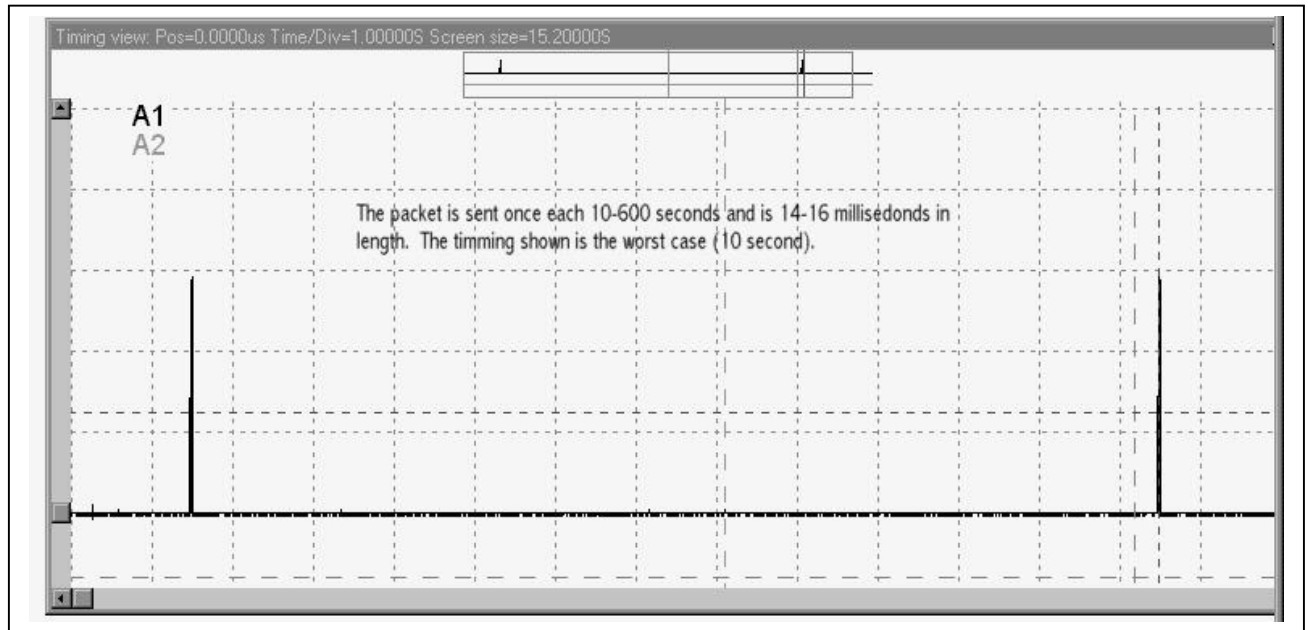 Timing view: Pos=0.0000us Time/Div=1.00000S Screen size=15.20000S
A1
A2
The packet is sent once each 10-600 seconds and is 14-16 millisedonds in
length. The timming shown is the worst case (10 second).